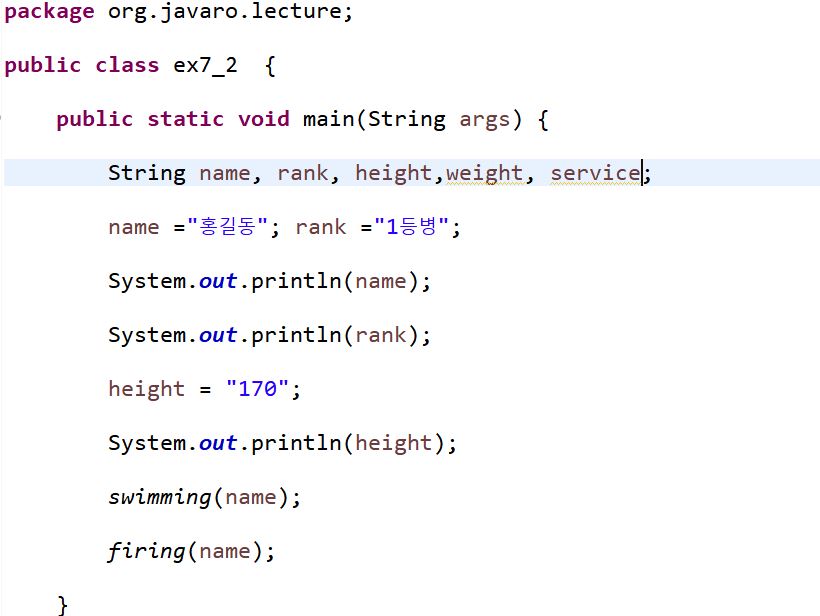 package org.javaro.lecture;
public class ex7_2  {
public static void main(String args) {
String name, rank, height,weight, service;
name ="홍길동"; rank ="1등병";
System.out.println(name);
System.out.println(rank);
height = "170";
System.out.println(height);
swimming(name);
firing(name);
}